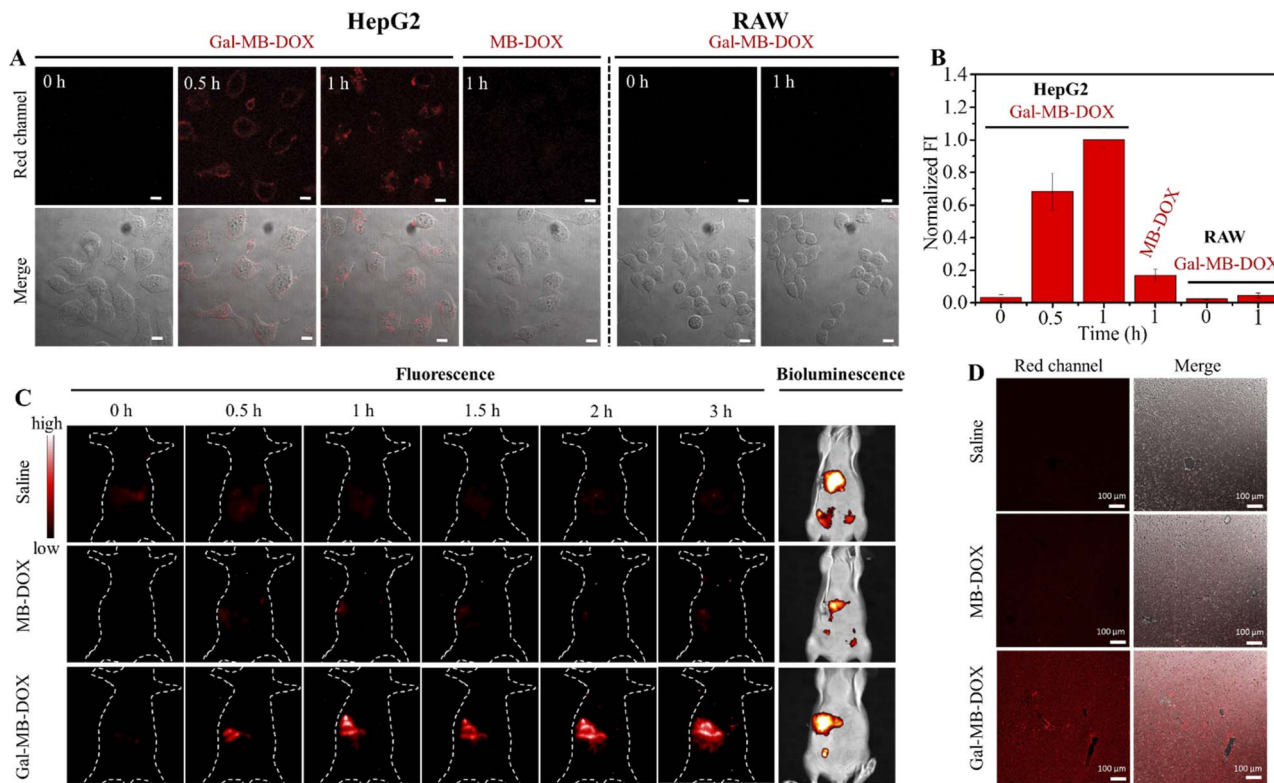 HepG2
RAW
Gal-MB-DOX
MB-DOX
Gal-MB-DOX
A
0 h
0.5 h
1 h
1 h
0 h
1 h
Red channel
Merge
B
1.4
1.2
1.0
0.8
0.6
0.4
0.2
0.0
Normalized FI
HepG2
Gal-MB-DOX
MB-DOX
RAW
Gal-MB-DOX
0
0.5
1
1
0
1
Time (h)
C
Fluorescence
Bioluminescence
0 h
0.5 h
1 h
1.5 h
2 h
3 h
high
low
Saline
MB-DOX
Gal-MB-DOX
D
Red channel
Merge
Saline
100 µm
100 µm
MB-DOX
100 µm
100 µm
Gal-MB-DOX
100 µm
100 µm